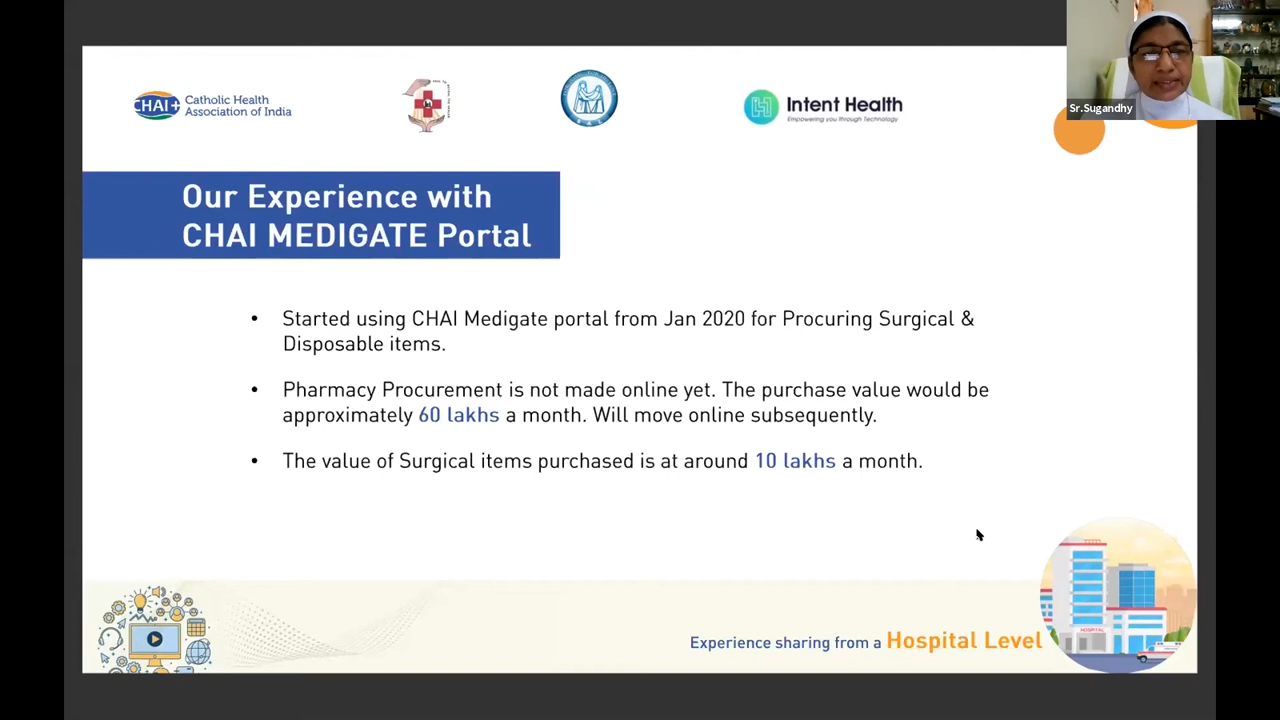 CHAI+ Catholic Health
Association of India
Intent Health
Empowering you through Technology
Sr.Sugandhy
Our Experience with
CHAI MEDIGATE Portal
• Started using CHAI Medigate portal from Jan 2020 for Procuring Surgical &
Disposable items.
• Pharmacy Procurement is not made online yet. The purchase value would be
approximately 60 lakhs a month. Will move online subsequently.
• The value of Surgical items purchased is at around 10 lakhs a month.
HOSPITAL
Experience sharing from a Hospital Level